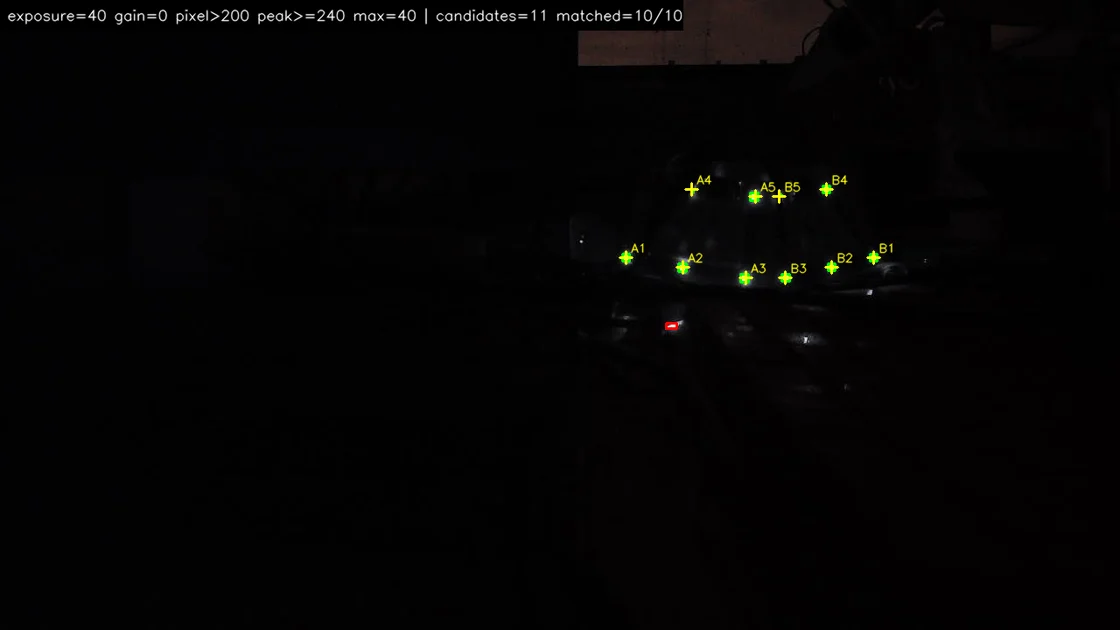 exposure=40 gain=0 pixel>200 peak>=240 max=40 | candidates=11 matched=10/10
A4 A5 B5 B4
A1 A2 A3 B3 B2 B1